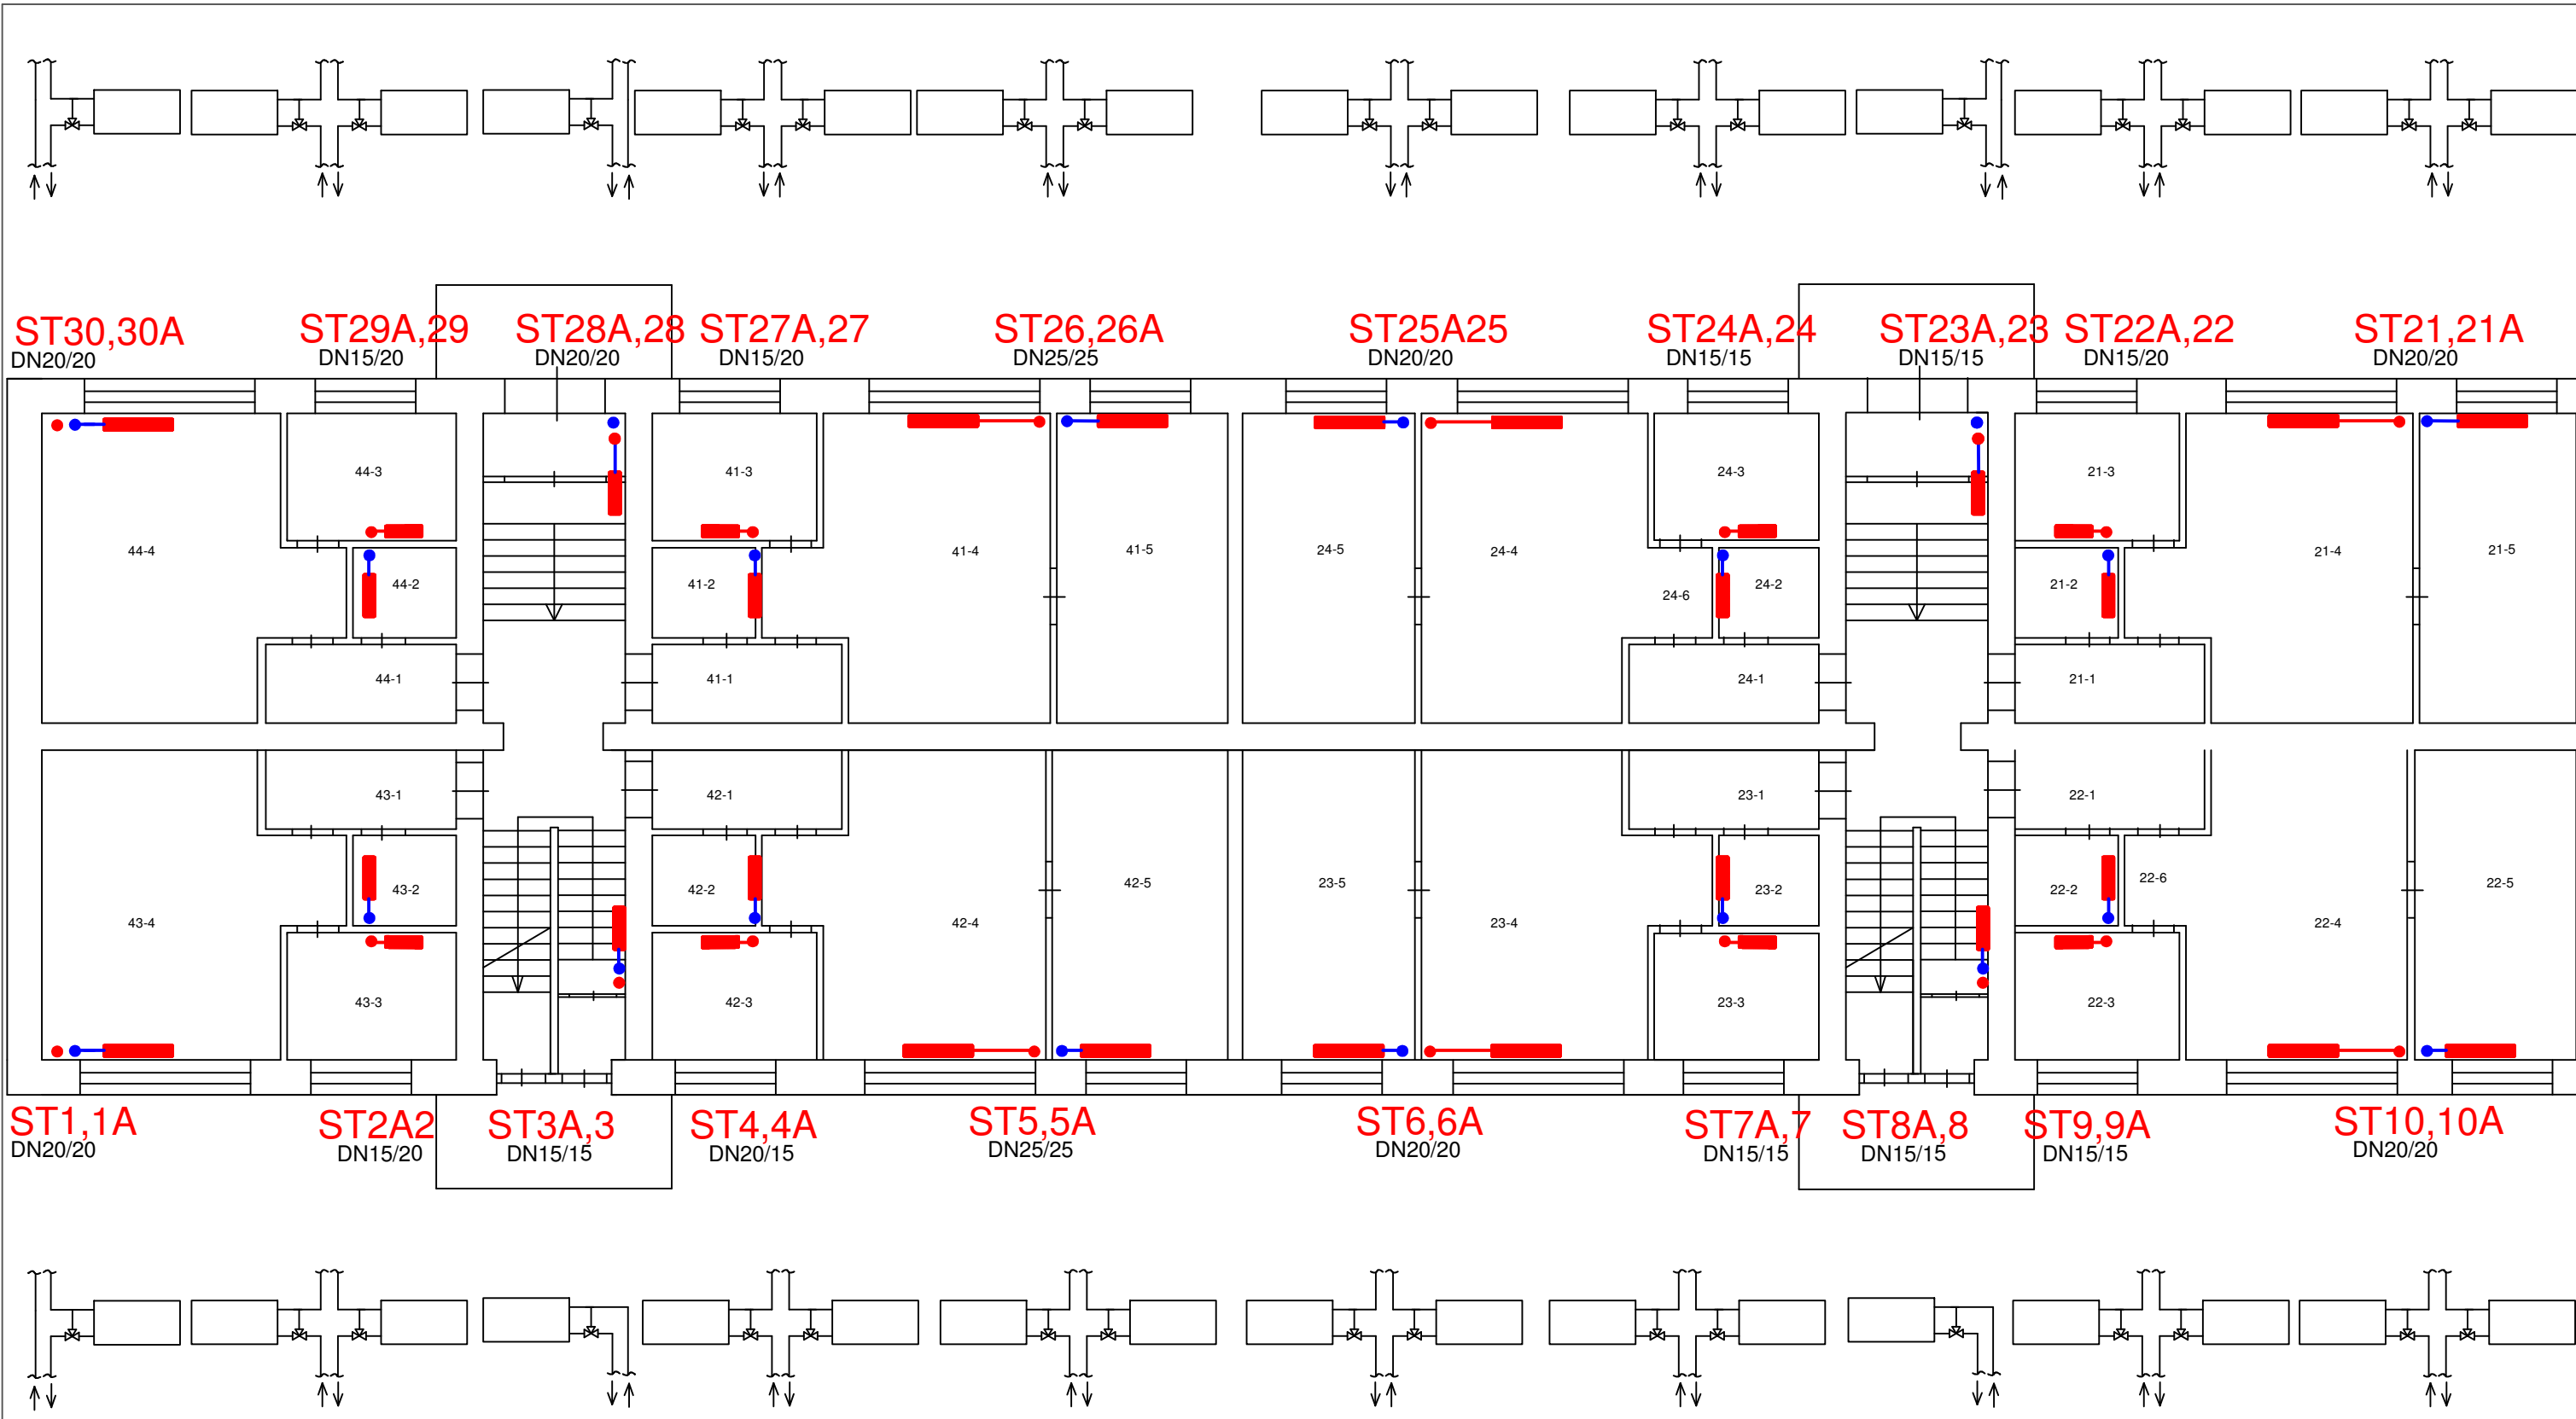 ST30,30A
ST29A,29
ST28A,28
ST27A,27
ST26,26A
ST25A25
ST24A,24
ST23A,23
ST22A,22
ST21,21A
DN20/20
DN15/20
DN20/20
DN15/20
DN25/25
DN20/20
DN15/15
DN15/15
DN15/20
DN20/20
44-3
41-3
24-3
21-3
44-4
41-4
41-5
24-5
24-4
21-4
21-5
44-2
41-2
24-6
24-2
21-2
44-1
41-1
24-1
21-1
43-1
42-1
23-1
22-1
43-2
42-2
42-5
23-5
23-2
22-2
22-6
22-5
43-4
42-4
23-4
22-4
43-3
42-3
23-3
22-3
ST1,1A
ST2A2
ST3A,3
ST4,4A
ST5,5A
ST6,6A
ST7A,7
ST8A,8
ST9,9A
ST10,10A
DN20/20
DN15/20
DN15/15
DN20/15
DN25/25
DN20/20
DN15/15
DN15/15
DN15/15
DN20/20